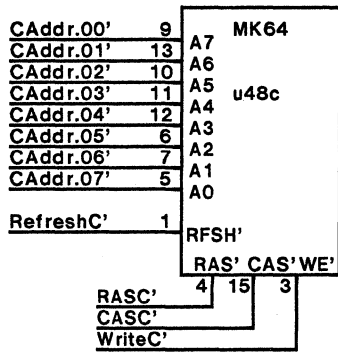 CAddr.00' 9 A7 MK64
CAddr.01' 13 A6
CAddr.02' 10 A5
CAddr.03' 11 A4 u48c
CAddr.04' 12 A3
CAddr.05' 6 A2
CAddr.06' 7 A1
CAddr.07' 5 A0
RefreshC' 1 RFSH'
RAS' CAS' WE'
4 15 3
RASC'
CASC'
WriteC'